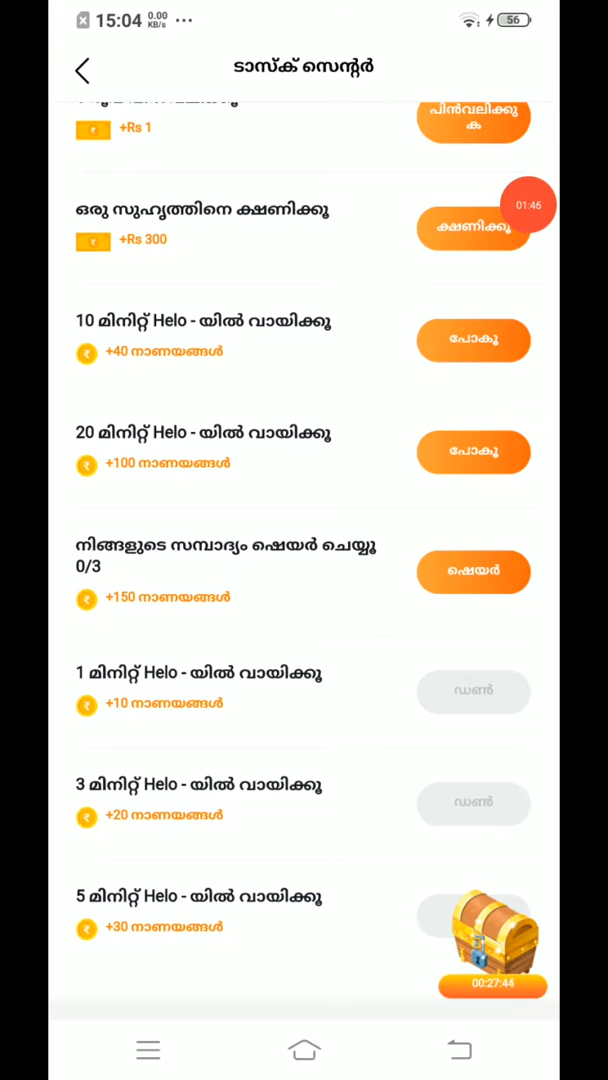 15:04 0.00 KB/s ... 56
ടാസ്ക് സെന്റർ
+Rs 1
പിൻവലിക്കു
ക
ഒരു സുഹൃത്തിനെ ക്ഷണിക്കൂ
+Rs 300
ക്ഷണിക്കൂ
01:46
10 മിനിറ്റ് Helo - യിൽ വായിക്കൂ
+40 നാണയങ്ങൾ
പോകൂ
20 മിനിറ്റ് Helo - യിൽ വായിക്കൂ
+100 നാണയങ്ങൾ
പോകൂ
നിങ്ങളുടെ സമ്പാദ്യം ഷെയർ ചെയ്യൂ
0/3
+150 നാണയങ്ങൾ
ഷെയർ
1 മിനിറ്റ് Helo - യിൽ വായിക്കൂ
+10 നാണയങ്ങൾ
ഡൺ
3 മിനിറ്റ് Helo - യിൽ വായിക്കൂ
+20 നാണയങ്ങൾ
ഡൺ
5 മിനിറ്റ് Helo - യിൽ വായിക്കൂ
+30 നാണയങ്ങൾ
00:27:44